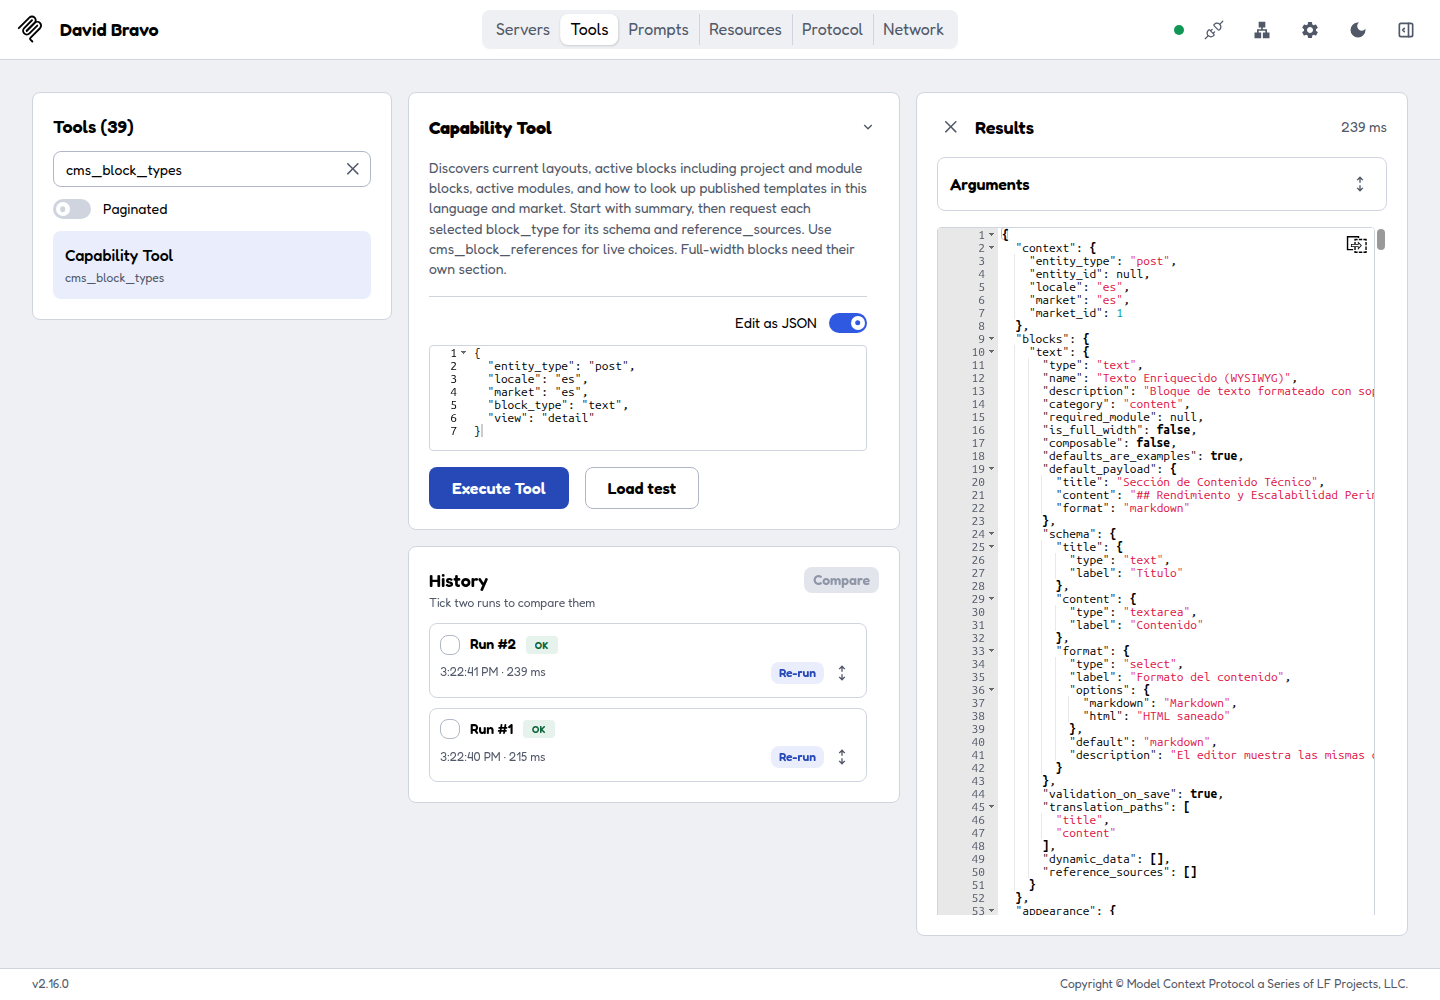 David Bravo
Servers
Tools
Prompts
Resources
Protocol
Network
Tools (39)
cms_block_types
Paginated
Capability Tool
cms_block_types
Capability Tool
Discovers current layouts, active blocks including project and module
blocks, active modules, and how to look up published templates in this
language and market. Start with summary, then request each
selected block_type for its schema and reference_sources. Use
cms_block_references for live choices. Full-width blocks need their
own section.
Edit as JSON
1 {
2 "entity_type": "post",
3 "locale": "es",
4 "market": "es",
5 "block_type": "text",
6 "view": "detail"
7 }
Execute Tool
Load test
History
Compare
Tick two runs to compare them
Run #2 OK
3:22:41 PM · 239 ms
Re-run
Run #1 OK
3:22:40 PM · 215 ms
Re-run
Results
239 ms
Arguments
1 {
2 "context": {
3 "entity_type": "post",
4 "entity_id": null,
5 "locale": "es",
6 "market": "es",
7 "market_id": 1
8 },
9 "blocks": {
10 "text": {
11 "type": "text",
12 "name": "Texto Enriquecido (WYSIWYG)",
13 "description": "Bloque de texto formateado con sop
14 "category": "content",
15 "required_module": null,
16 "is_full_width": false,
17 "composable": false,
18 "defaults_are_examples": true,
19 "default_payload": {
20 "title": "Sección de Contenido Técnico",
21 "content": "## Rendimiento y Escalabilidad Perin
22 "format": "markdown"
23 },
24 "schema": {
25 "title": {
26 "type": "text",
27 "label": "Título"
28 },
29 "content": {
30 "type": "textarea",
31 "label": "Contenido"
32 },
33 "format": {
34 "type": "select",
35 "label": "Formato del contenido",
36 "options": {
37 "markdown": "Markdown",
38 "html": "HTML saneado"
39 },
40 "default": "markdown",
41 "description": "El editor muestra las mismas
42 }
43 },
44 "validation_on_save": true,
45 "translation_paths": [
46 "title",
47 "content"
48 ],
49 "dynamic_data": [],
50 "reference_sources": []
51 }
52 },
53 "appearance": {
v2.16.0
Copyright © Model Context Protocol a Series of LF Projects, LLC.